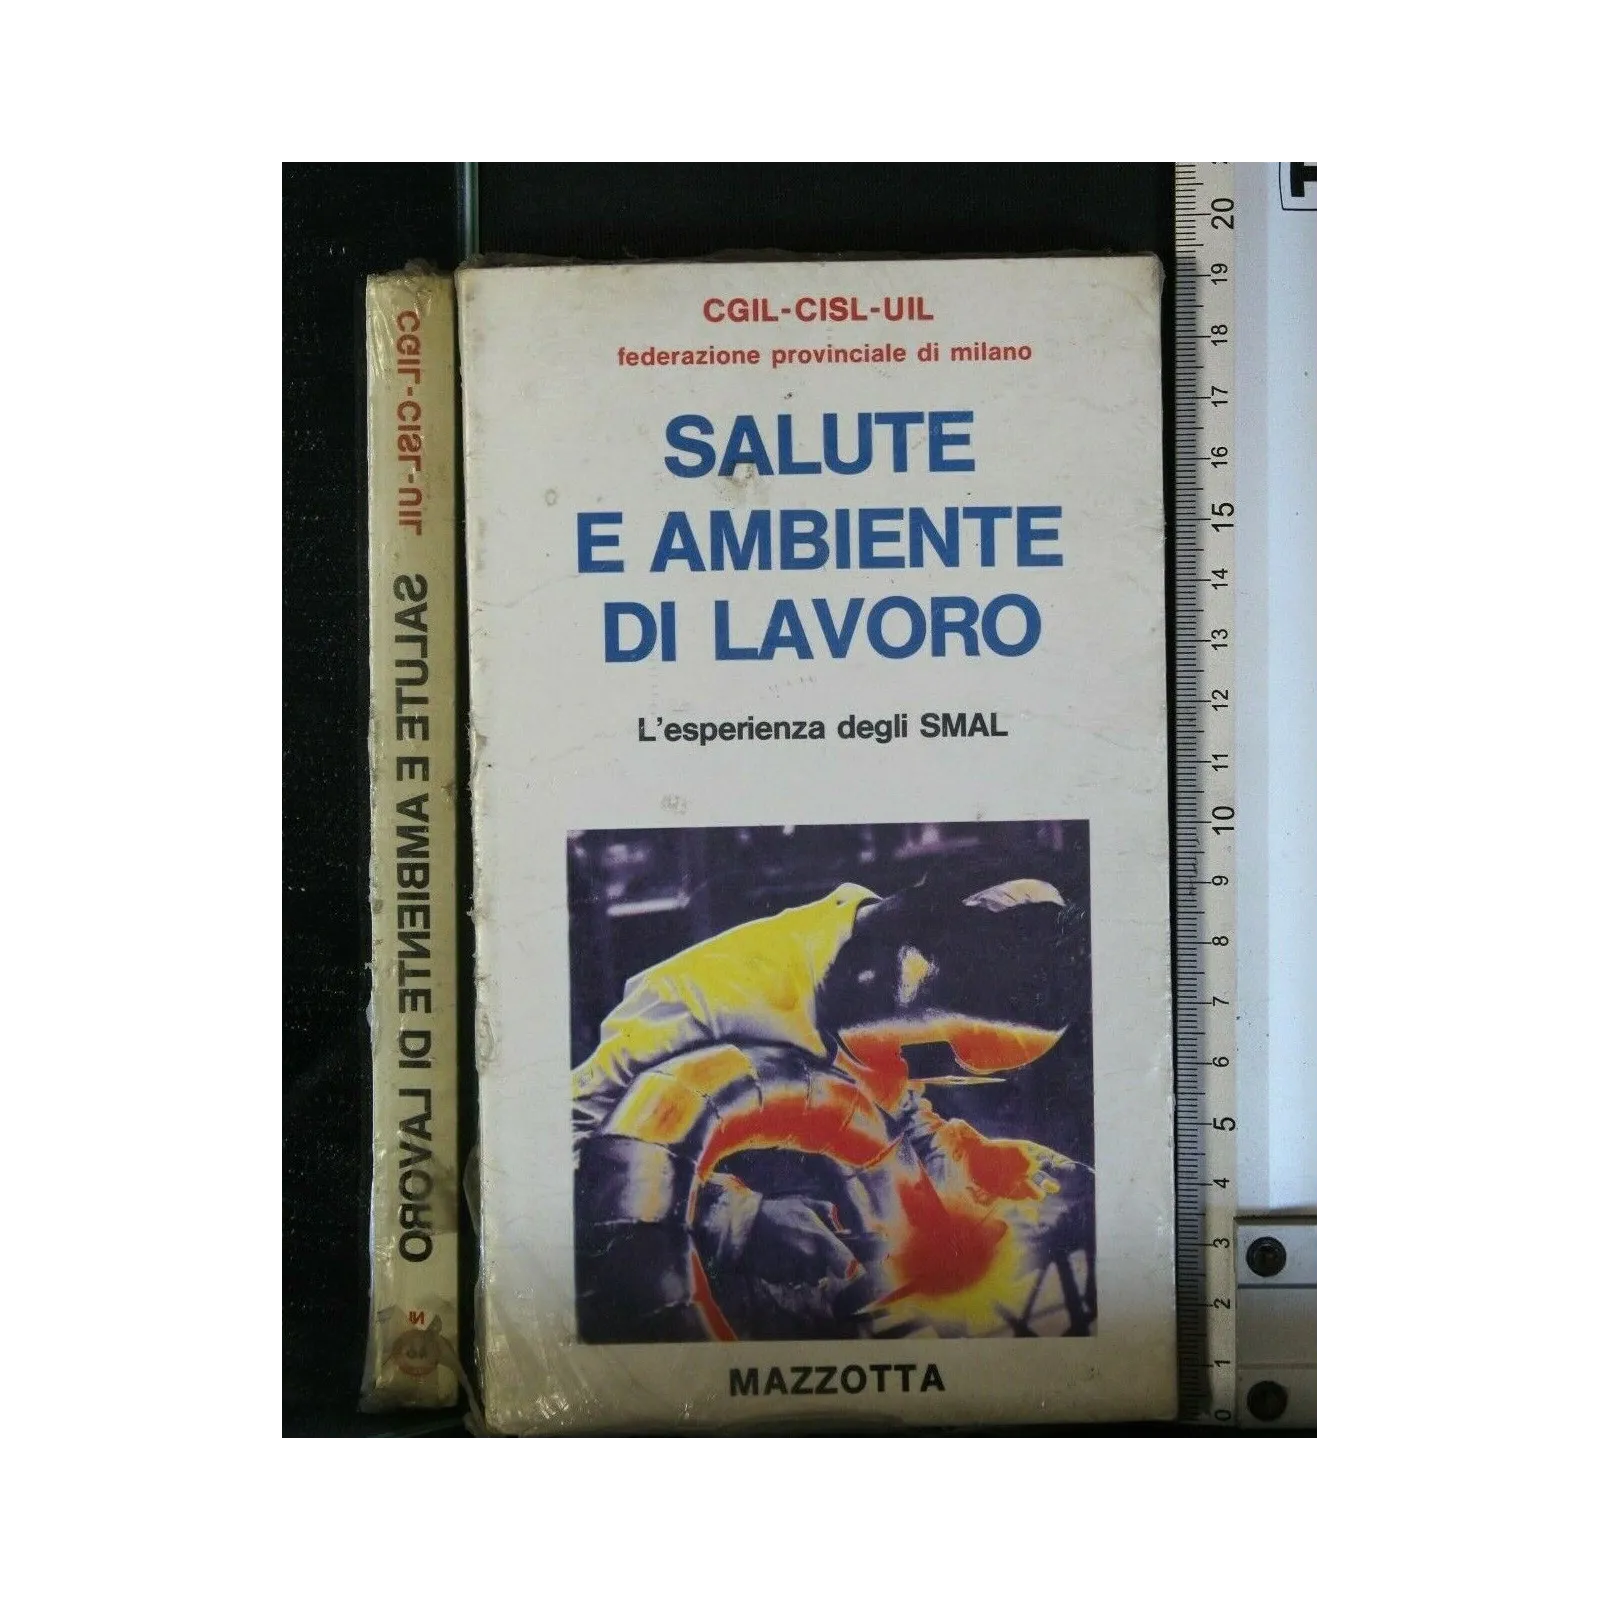 CGIL-CISL-UIL
federazione provinciale di milano
SALUTE
E AMBIENTE
DI LAVORO
L'esperienza degli SMAL
MAZZOTTA
CGIL-CISL-UIL SALUTE E AMBIENTE DI LAVORO
20
19
18
17
16
15
14
13
12
11
10
9
8
7
6
5
4
3
2
1
0